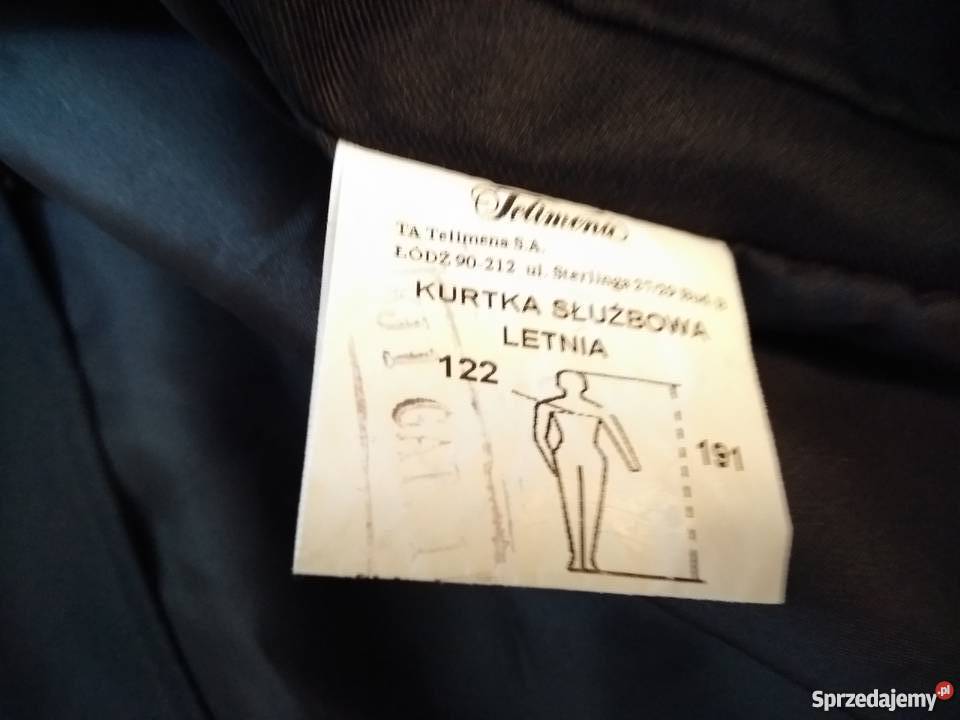 Telimena
TA Telimena S.A.
ŁÓDŹ 90-212 ul. Sterlinga 27/29
KURTKA SŁUŻBOWA
LETNIA
122
191
GAT. I
Sprzedajemy.pl